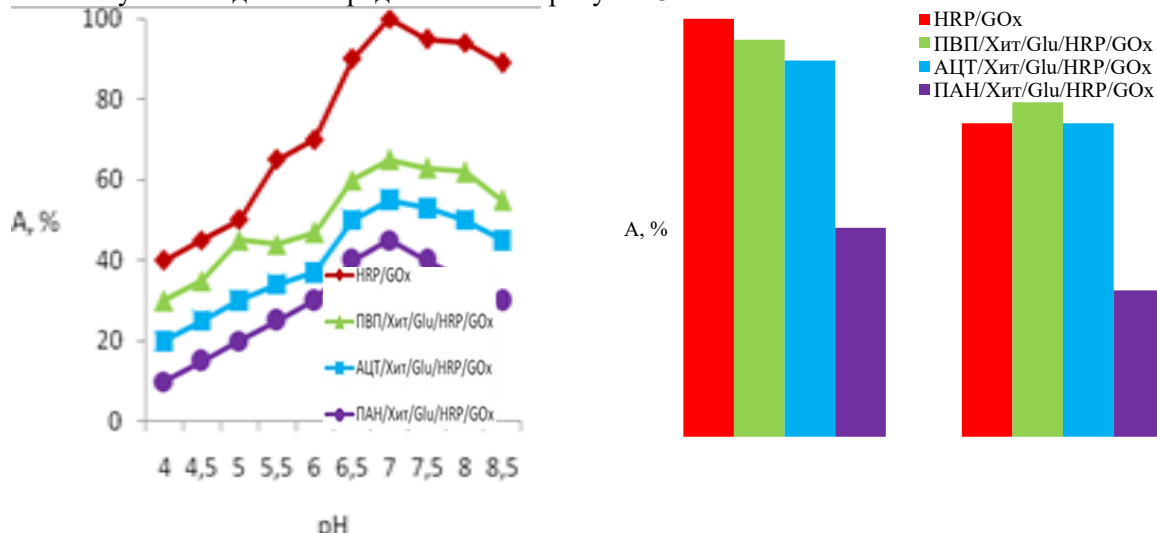 100
80
60
40
20
0
А, %
4 4,5 5 5,5 6 6,5 7 7,5 8 8,5
pH
HRP/GOx
ПВП/Хит/Glu/HRP/GOx
АЦТ/Хит/Glu/HRP/GOx
ПАН/Хит/Glu/HRP/GOx
А, %
HRP/GOx
ПВП/Хит/Glu/HRP/GOx
АЦТ/Хит/Glu/HRP/GOx
ПАН/Хит/Glu/HRP/GOx